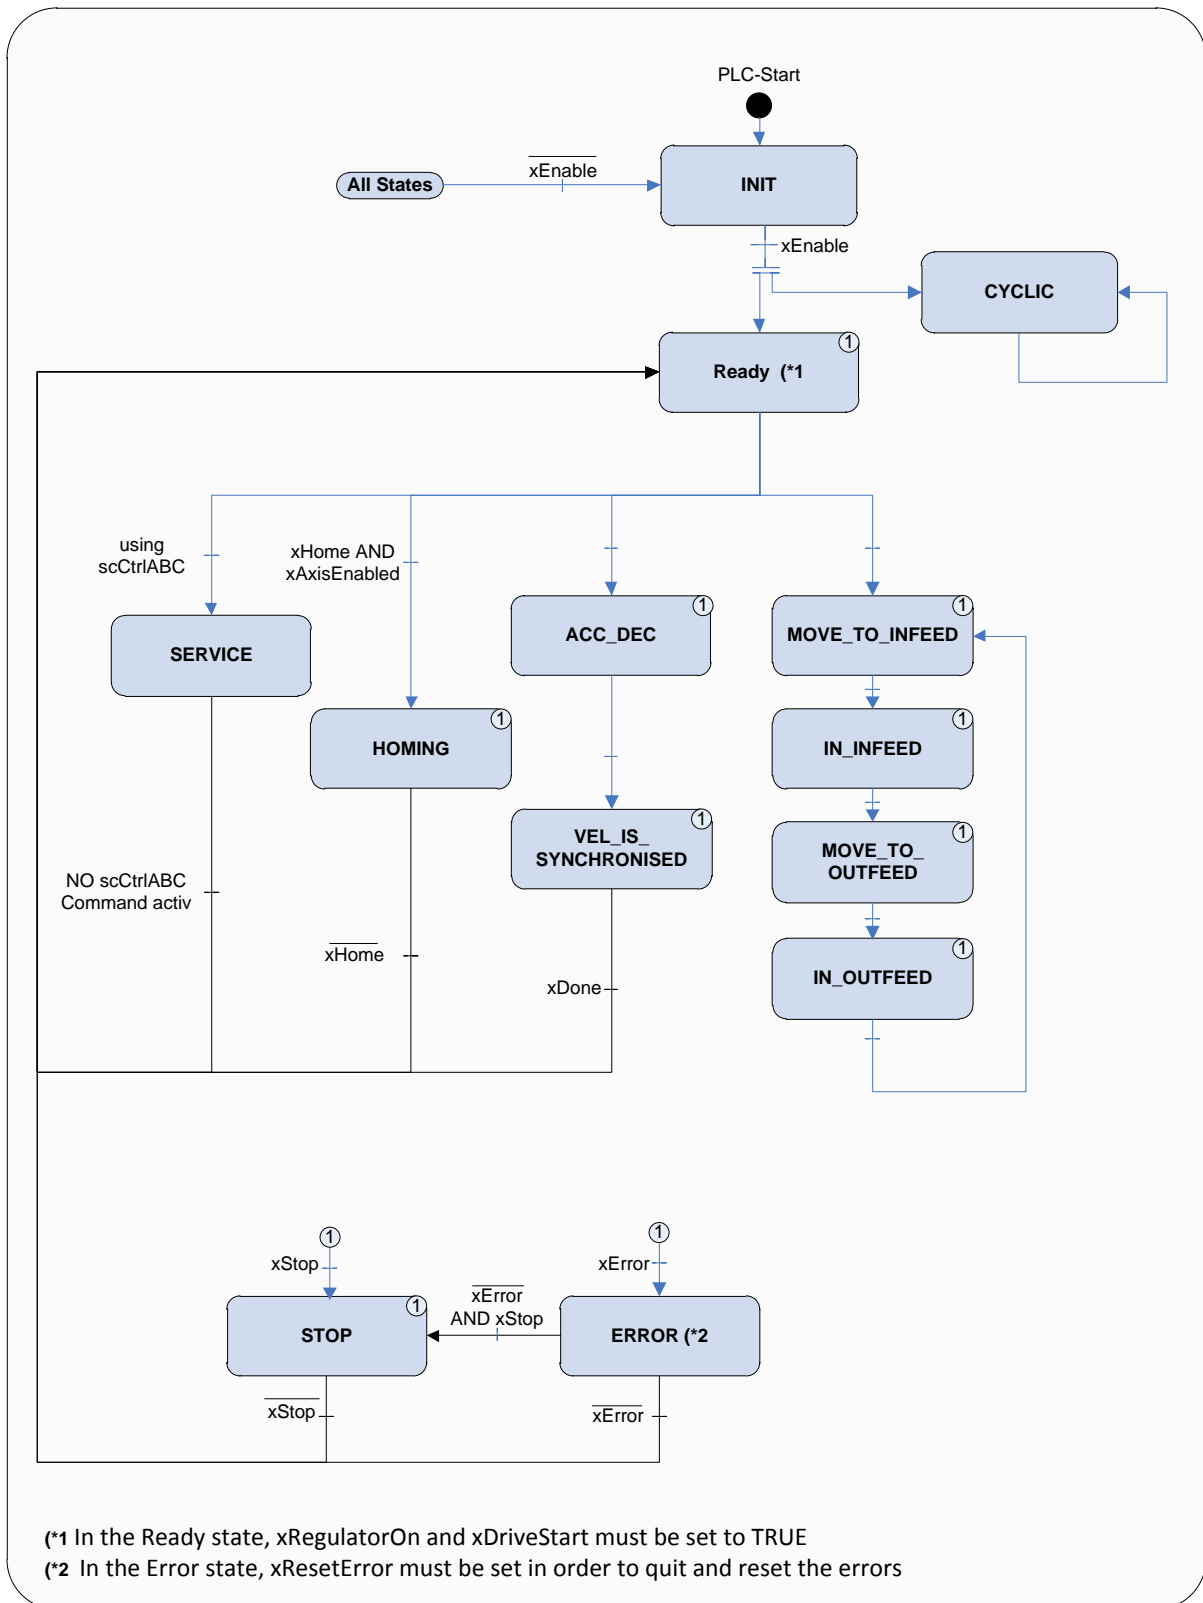 PLC-Start
xEnable
All States
INIT
xEnable
CYCLIC
1
Ready (*1
using
scCtrlABC
xHome AND
xAxisEnabled
1
ACC_DEC
1
MOVE_TO_INFEED
SERVICE
1
HOMING
1
IN_INFEED
1
VEL_IS_
SYNCHRONISED
1
MOVE_TO_
OUTFEED
NO scCtrlABC
Command activ
xHome
1
IN_OUTFEED
xDone
1
xStop
1
xError
xError
AND xStop
1
STOP
ERROR (*2
xStop
xError
(*1 In the Ready state, xRegulatorOn and xDriveStart must be set to TRUE
(*2 In the Error state, xResetError must be set in order to quit and reset the errors